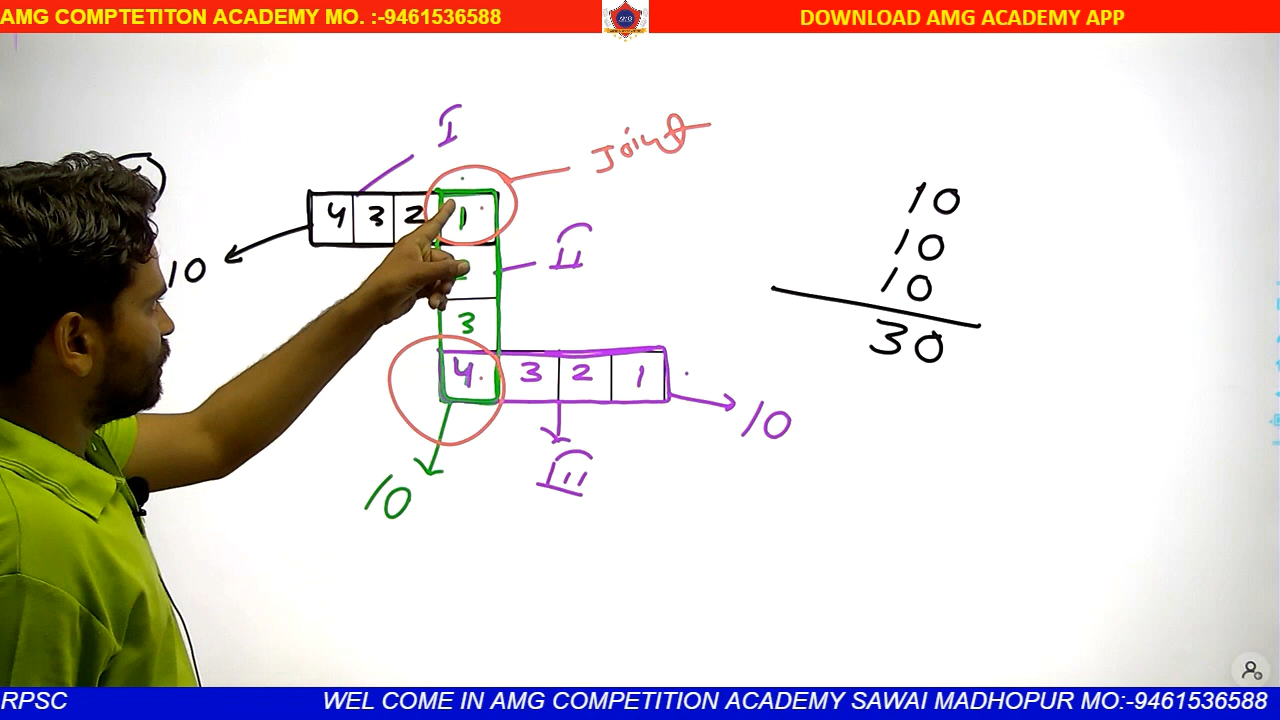 AMG COMPTETITON ACADEMY MO. :-9461536588
DOWNLOAD AMG ACADEMY APP
I
Joint
4 3 2 1
10
II
3
4 3 2 1
10
III
10
10
10
10
30
RPSC
WEL COME IN AMG COMPETITION ACADEMY SAWAI MADHOPUR MO:-9461536588